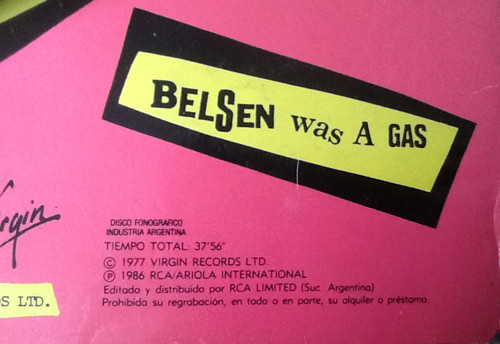 BELSEN was A GAS
Virgin
DISCO FONOGRAFICO
INDUSTRIA ARGENTINA
TIEMPO TOTAL: 37'56"
© 1977 VIRGIN RECORDS LTD.
℗ 1986 RCA/ARIOLA INTERNATIONAL
Editado y distribuido por RCA LIMITED (Suc. Argentina)
Prohibida su regrabación, en todo o en parte, su alquiler o préstamo.
LTD.